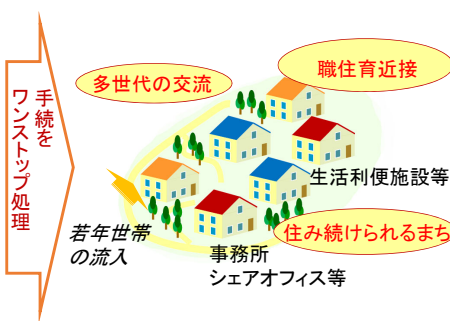 手続を
ワンストップ処理
多世代の交流
職住育近接
生活利便施設等
住み続けられるまち
若年世帯
の流入
事務所
シェアオフィス等